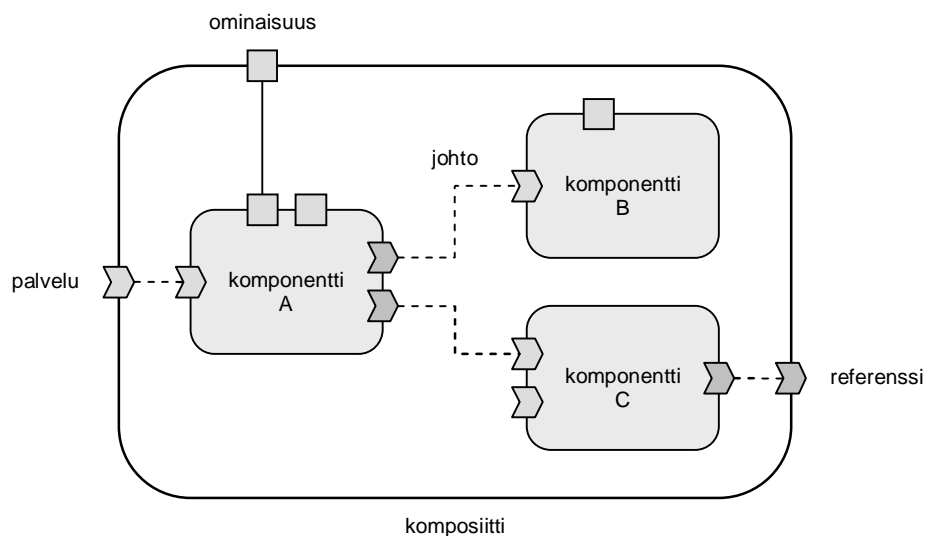 ominaisuus
johto
komponentti
B
palvelu
komponentti
A
komponentti
C
referenssi
komposiitti